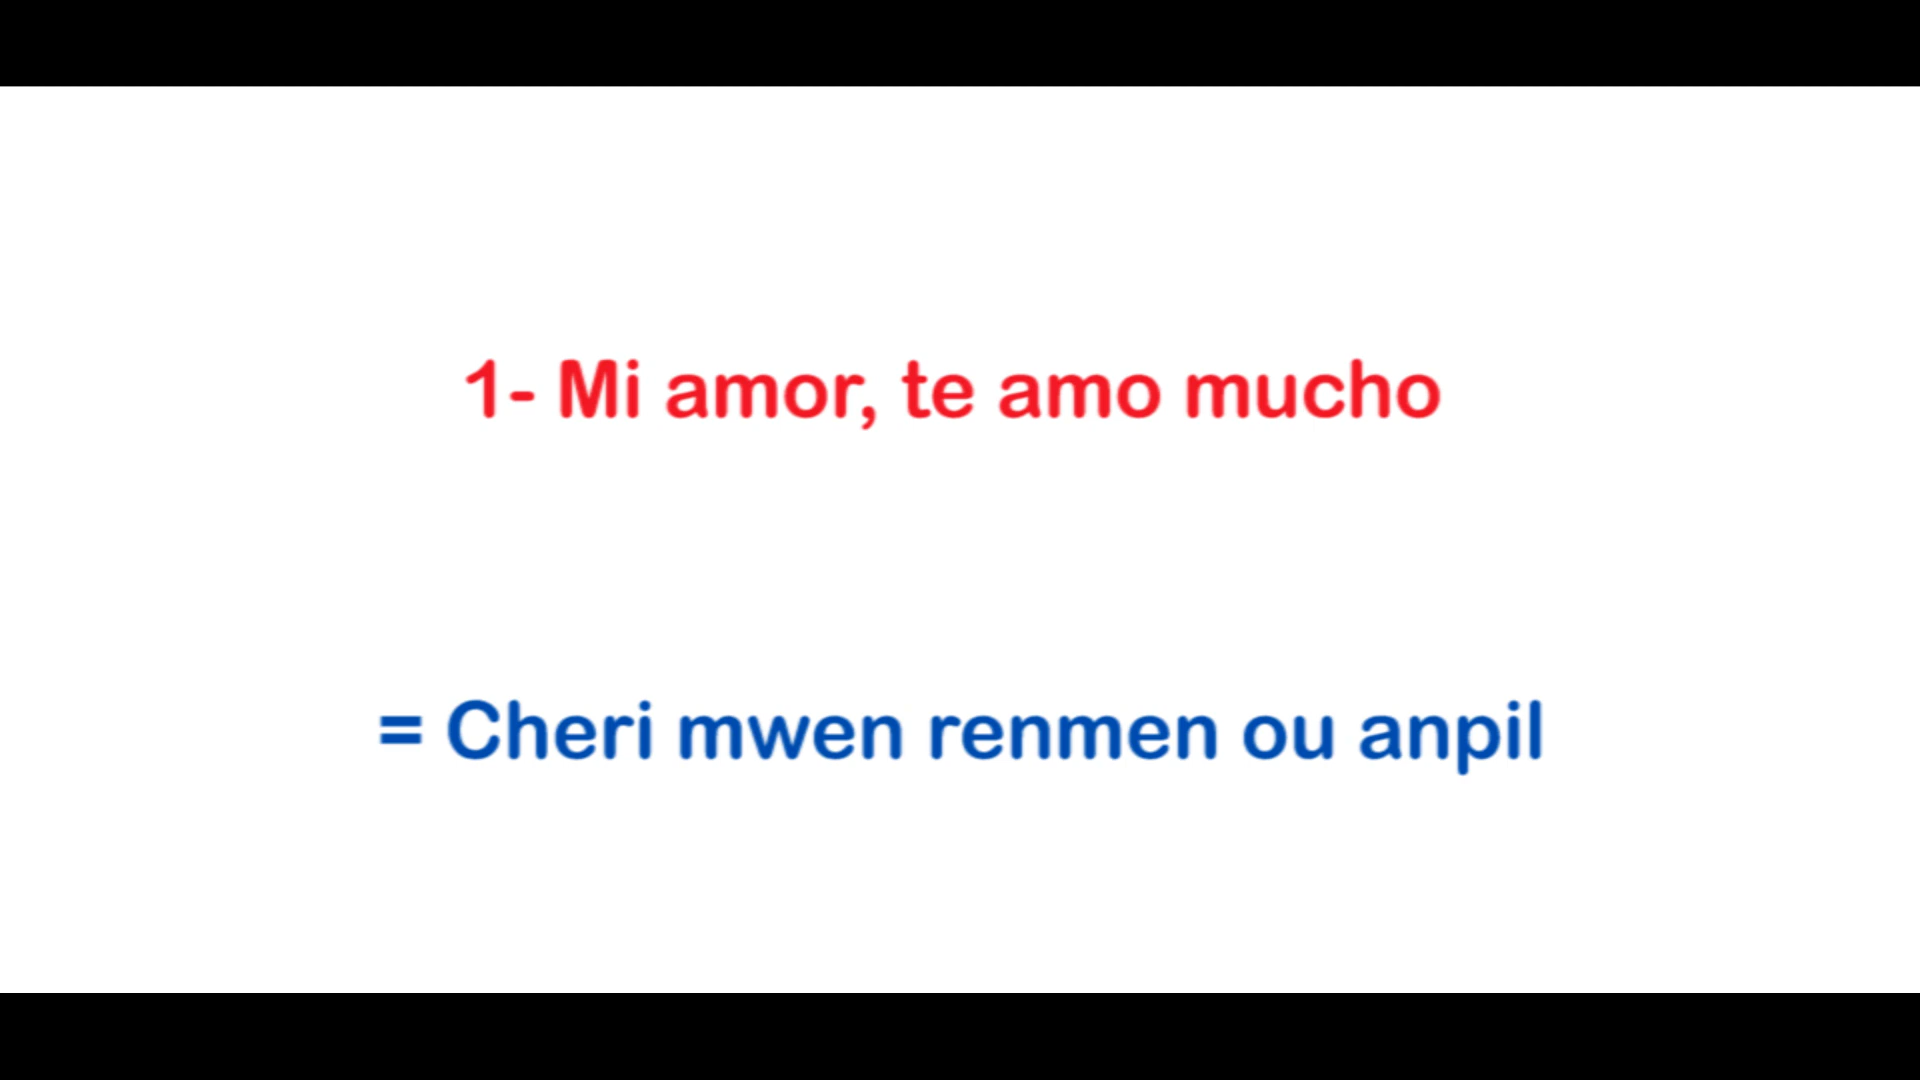 1- Mi amor, te amo mucho
= Cheri mwen renmen ou anpil